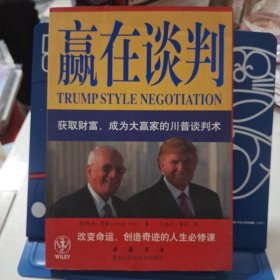 赢在谈判
TRUMP STYLE NEGOTIATION
获取财富、成为大赢家的川普谈判术
WILEY
改变命运、创造奇迹的人生必修课